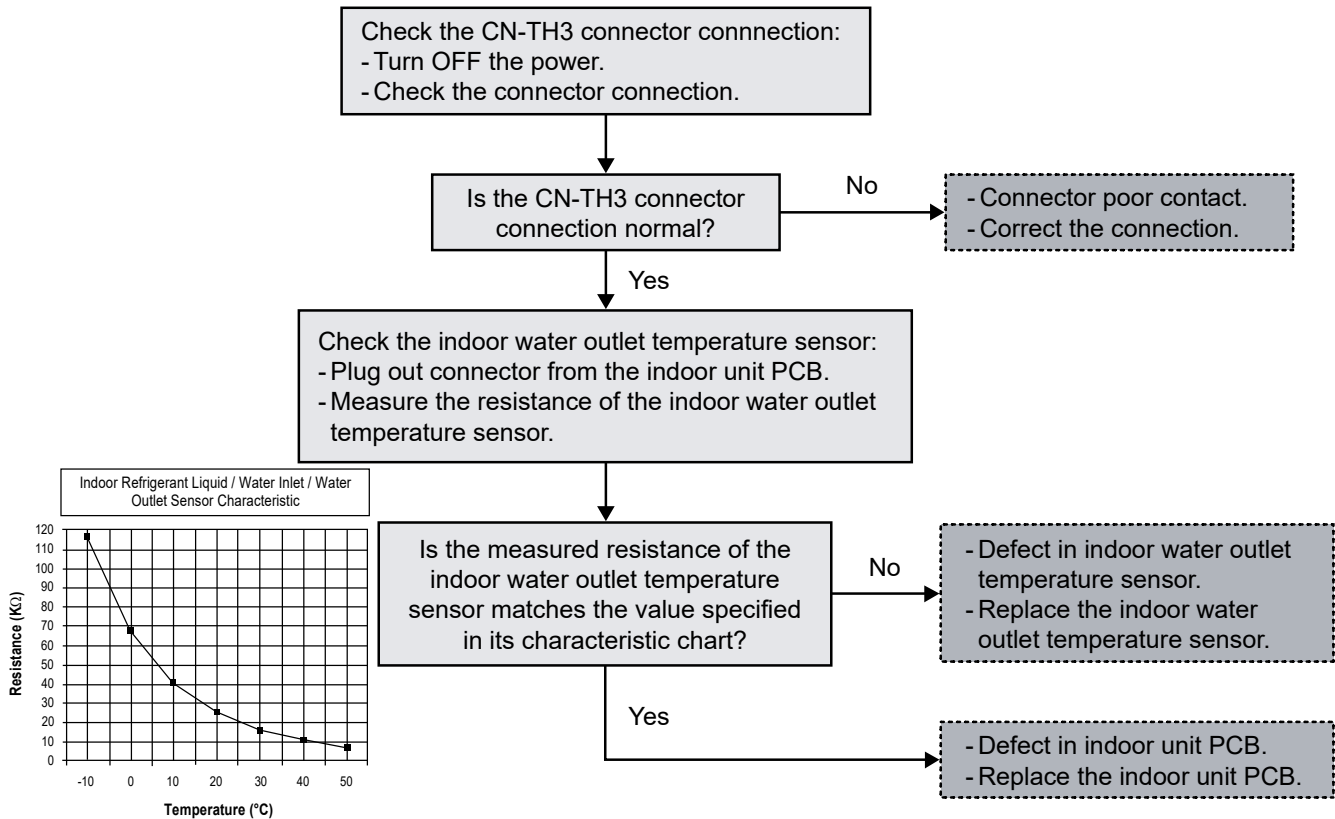 Check the CN-TH3 connector connnection:
- Turn OFF the power.
- Check the connector connection.
Is the CN-TH3 connector
connection normal?
No
- Connector poor contact.
- Correct the connection.
Yes
Check the indoor water outlet temperature sensor:
- Plug out connector from the indoor unit PCB.
- Measure the resistance of the indoor water outlet
temperature sensor.
Indoor Refrigerant Liquid / Water Inlet / Water
Outlet Sensor Characteristic
120
110
100
90
80
70
60
50
40
30
20
10
0
Resistance (KΩ)
-10 0 10 20 30 40 50
Temperature (°C)
Is the measured resistance of the
indoor water outlet temperature
sensor matches the value specified
in its characteristic chart?
No
- Defect in indoor water outlet
temperature sensor.
- Replace the indoor water
outlet temperature sensor.
Yes
- Defect in indoor unit PCB.
- Replace the indoor unit PCB.